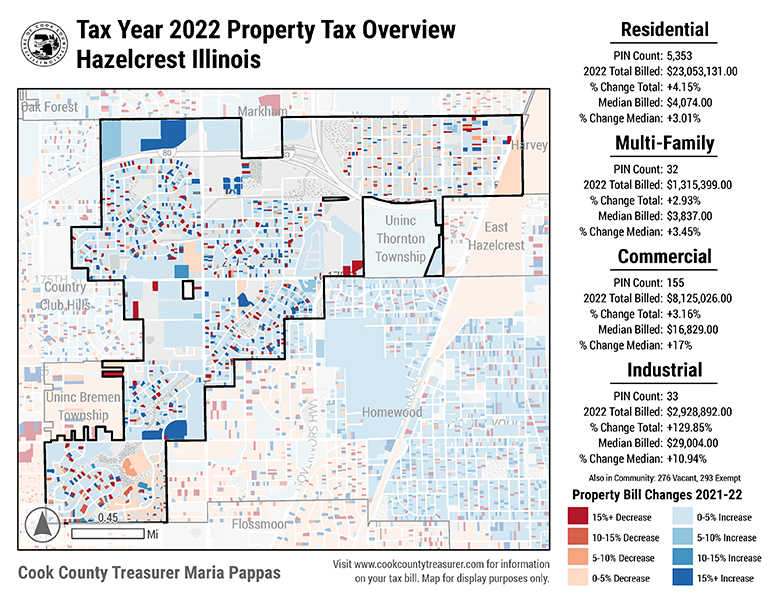 Tax Year 2022 Property Tax Overview
Hazelcrest Illinois
Oak Forest
Markham
Harvey
80
Uninc
Thornton
Township
East
Hazelcrest
175TH
Country
Club Hills
Uninc Bremen
Township
Homewood
Flossmoor
0.45
Mi
Cook County Treasurer Maria Pappas
Visit www.cookcountytreasurer.com for information
on your tax bill. Map for display purposes only.
Residential
PIN Count: 5,353
2022 Total Billed: $23,053,131.00
% Change Total: +4.15%
Median Billed: $4,074.00
% Change Median: +3.01%
Multi-Family
PIN Count: 32
2022 Total Billed: $1,315,399.00
% Change Total: +2.93%
Median Billed: $3,837.00
% Change Median: +3.45%
Commercial
PIN Count: 155
2022 Total Billed: $8,125,026.00
% Change Total: +3.16%
Median Billed: $16,829.00
% Change Median: +17%
Industrial
PIN Count: 33
2022 Total Billed: $2,928,892.00
% Change Total: +129.85%
Median Billed: $29,004.00
% Change Median: +10.94%
Also in Community: 276 Vacant, 293 Exempt
Property Bill Changes 2021-22
15%+ Decrease
10-15% Decrease
5-10% Decrease
0-5% Decrease
0-5% Increase
5-10% Increase
10-15% Increase
15%+ Increase